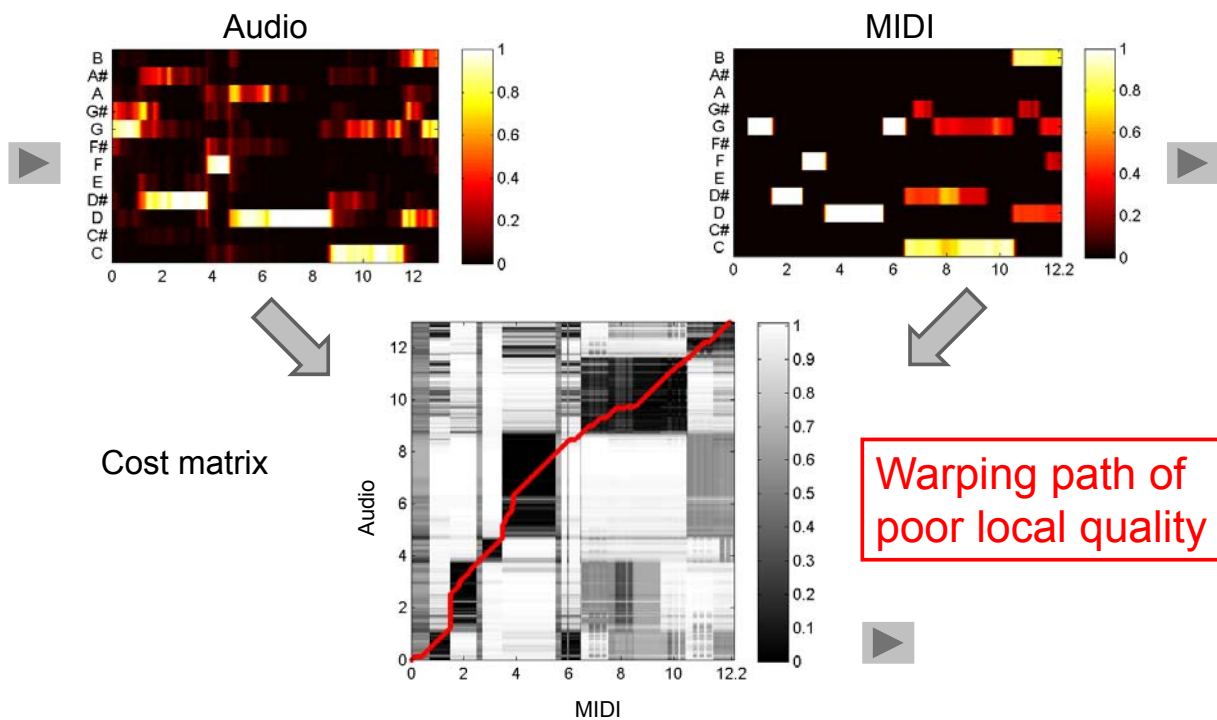 Audio
B
A#
A
G#
G
F#
F
E
D#
D
C#
C
0 2 4 6 8 10 12
1
0.8
0.6
0.4
0.2
0
MIDI
B
A#
A
G#
G
F#
F
E
D#
D
C#
C
0 2 4 6 8 10 12.2
1
0.8
0.6
0.4
0.2
0
Cost matrix
Audio
12
10
8
6
4
2
0
0 2 4 6 8 10 12.2
MIDI
1
0.9
0.8
0.7
0.6
0.5
0.4
0.3
0.2
0.1
0
Warping path of
poor local quality